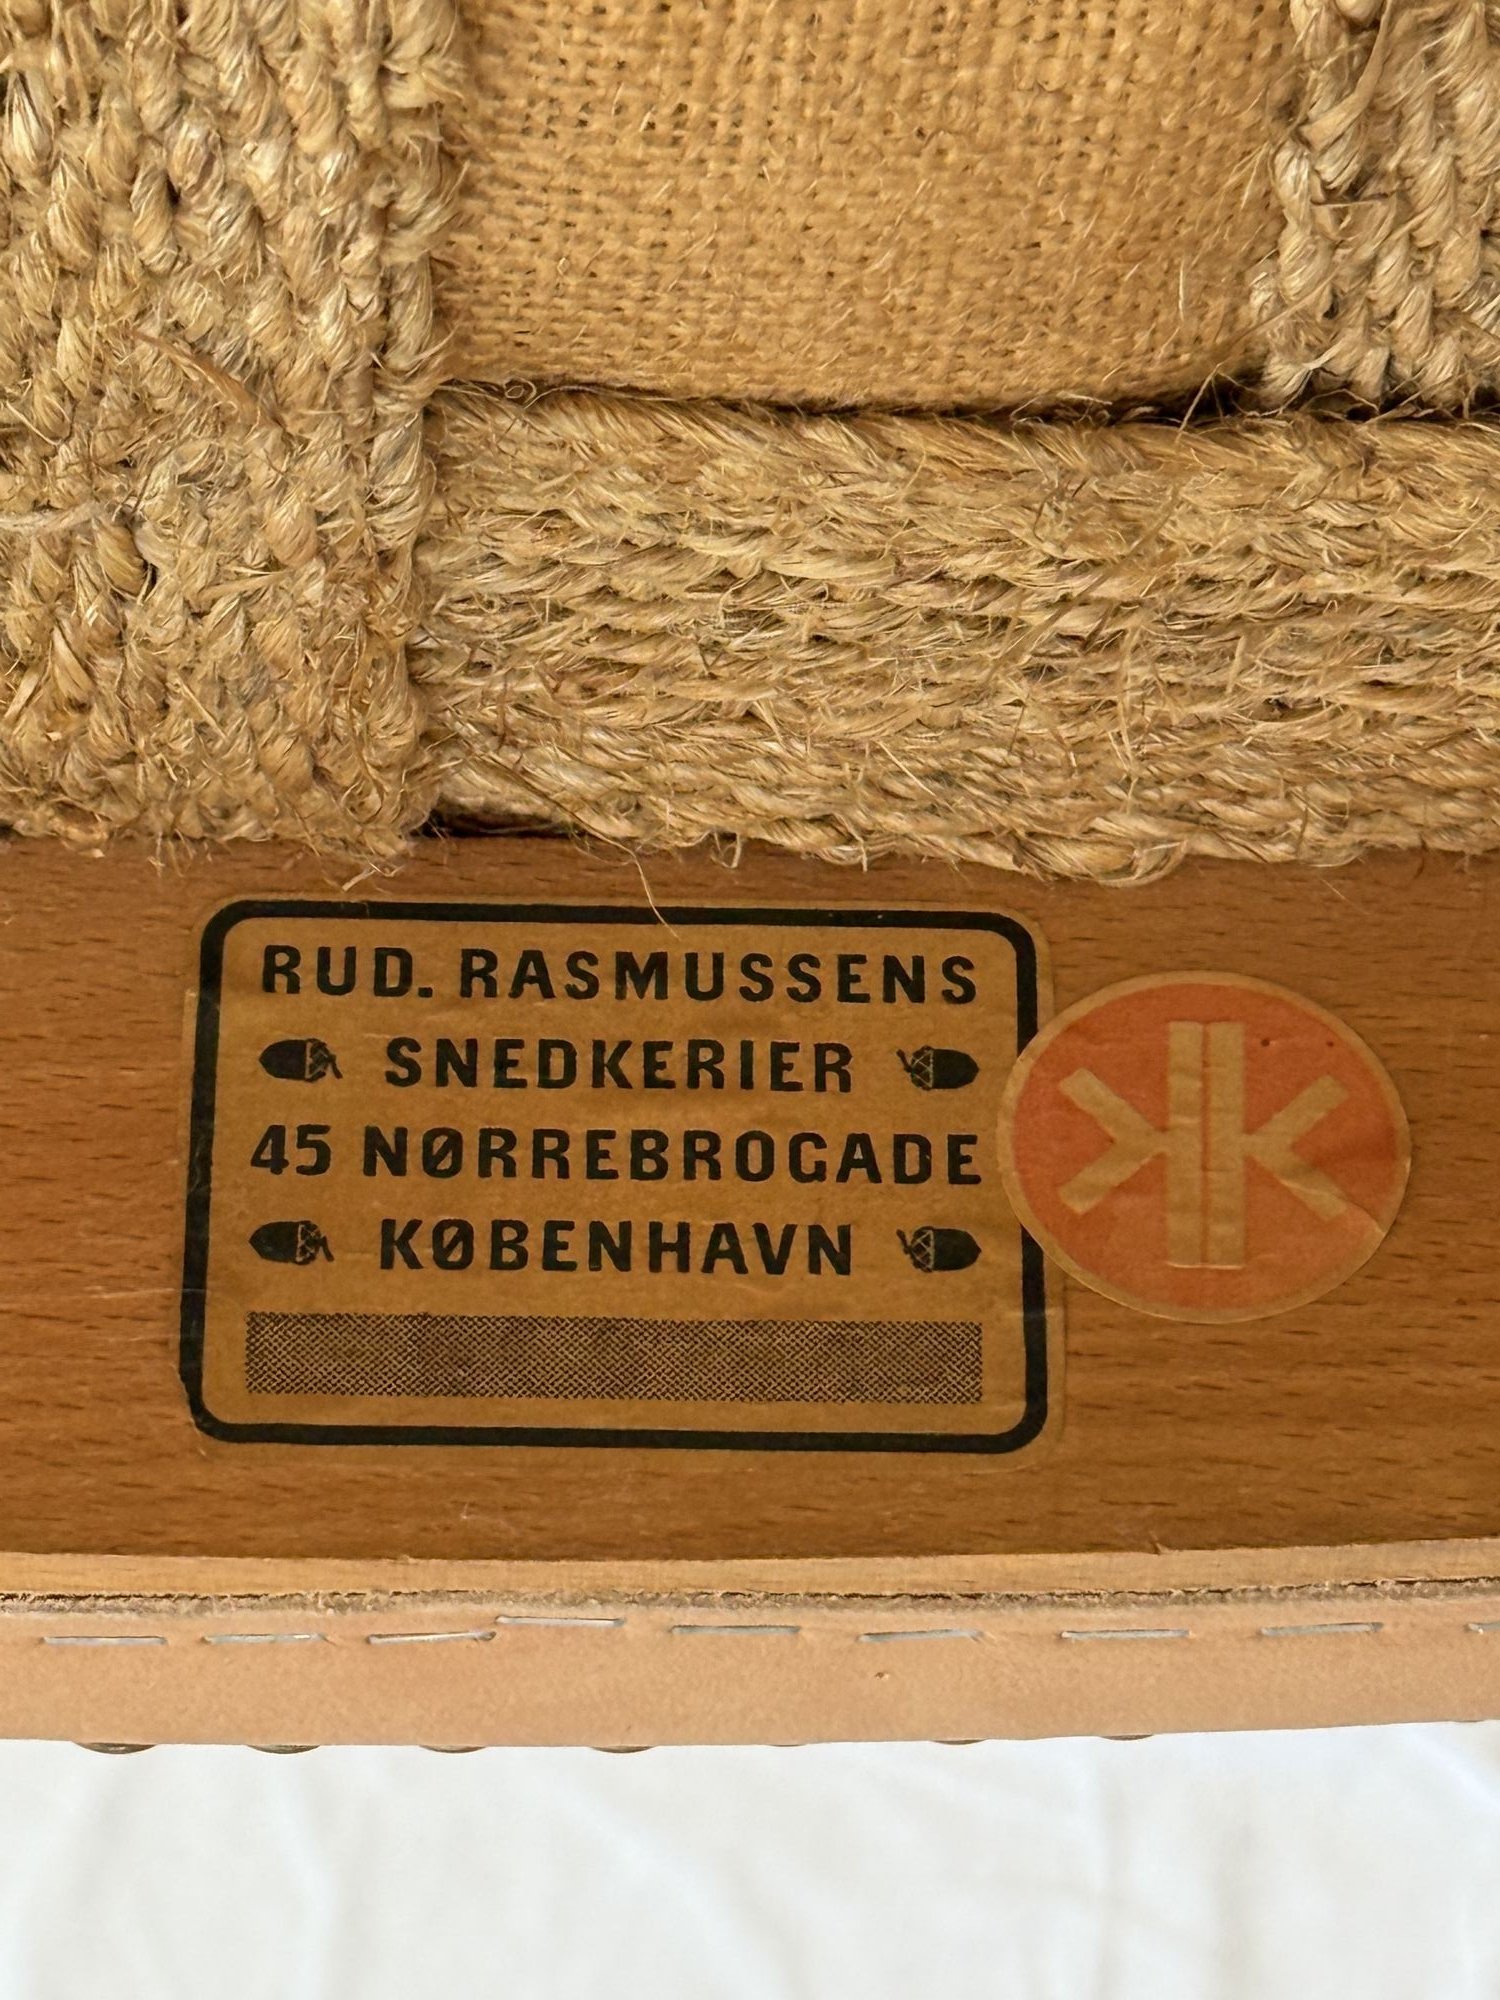 RUD. RASMUSSENS
SNEDKERIER
45 NØRREBROGADE
KØBENHAVN